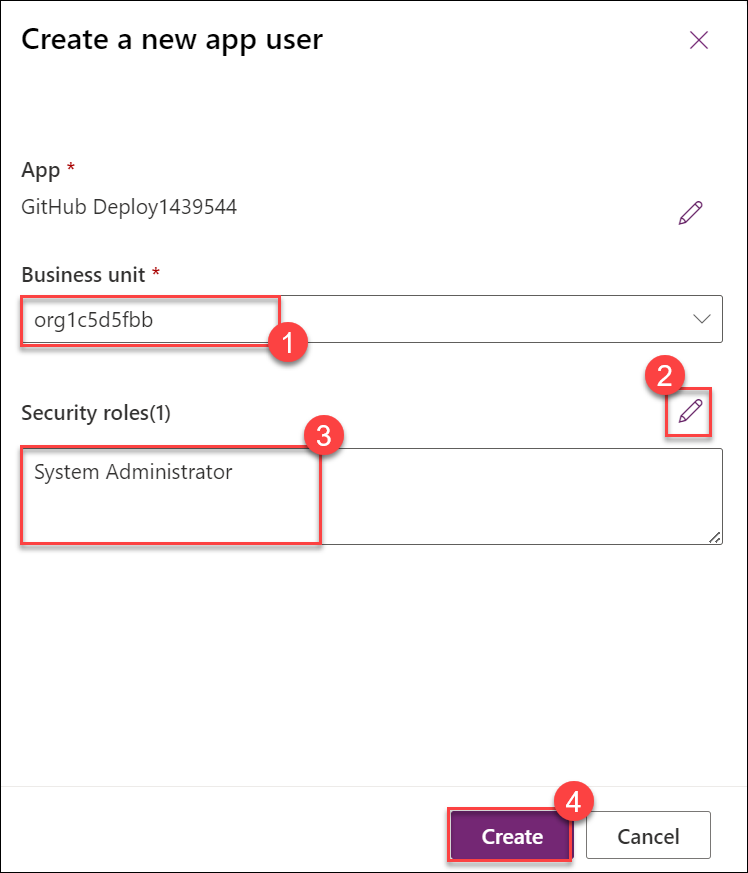 Create a new app user
App *
GitHub Deploy1439544
Business unit *
org1c5d5fbb
1
2
Security roles(1)
3
System Administrator
4
Create
Cancel